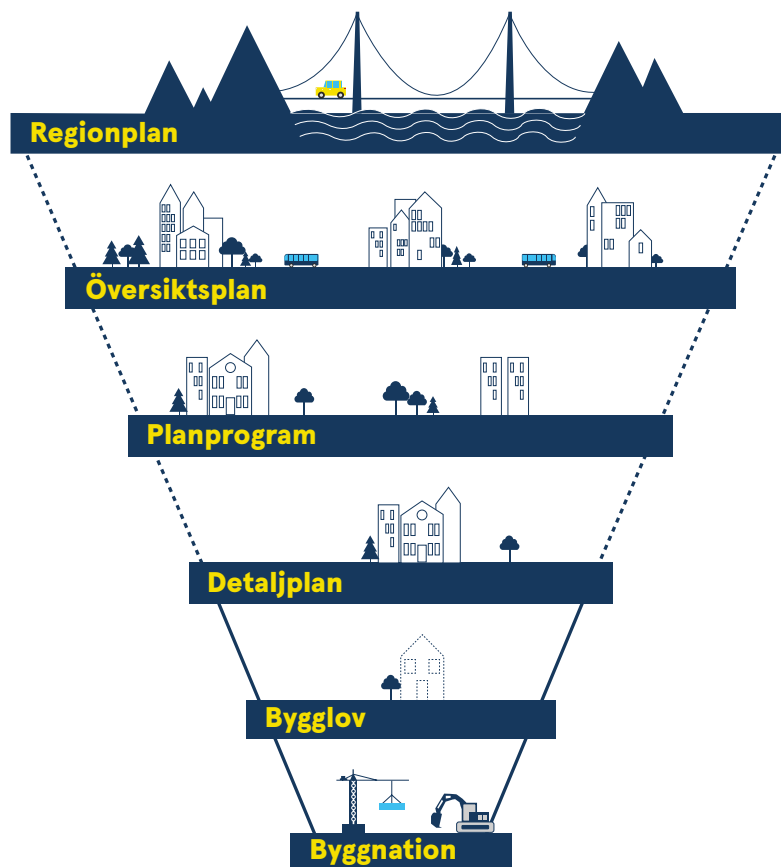 Regionplan
Översiktsplan
Planprogram
Detaljplan
Bygglov
Byggnation